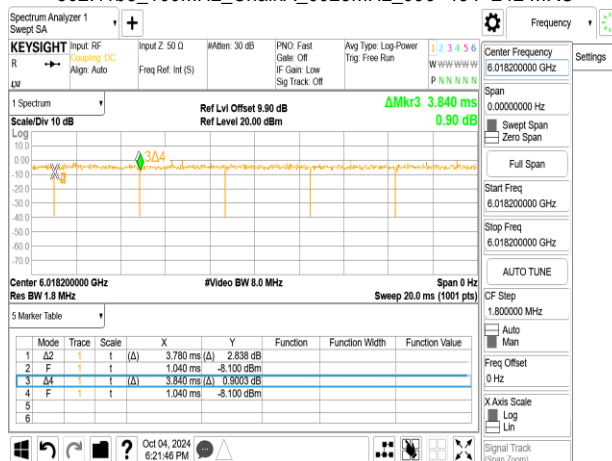 Spectrum Analyzer 1
Swept SA
Frequency
KEYSIGHT
Input: RF
Coupling: DC
Align: Auto
Input Z: 50 Ω
Freq Ref: Int (S)
#Atten: 30 dB
PNO: Fast
Gate: Off
IF Gain: Low
Sig Track: Off
Avg Type: Log-Power
Trig: Free Run
1 2 3 4 5 6
W W W W W W
P N N N N N
R
LXI
1 Spectrum
Scale/Div 10 dB
Log
Ref Lvl Offset 9.90 dB
Ref Level 20.00 dBm
ΔMkr3 3.840 ms
0.90 dB
10.0
0.00
-10.0
-20.0
-30.0
-40.0
-50.0
-60.0
-70.0
3Δ4
Center 6.018200000 GHz
#Video BW 8.0 MHz
Span 0 Hz
Res BW 1.8 MHz
Sweep 20.0 ms (1001 pts)
5 Marker Table
Mode Trace Scale X Y Function Function Width Function Value
1 Δ2 1 t (Δ) 3.780 ms (Δ) 2.838 dB
2 F 1 t 1.040 ms -8.100 dBm
3 Δ4 1 t (Δ) 3.840 ms (Δ) 0.9003 dB
4 F 1 t 1.040 ms -8.100 dBm
5
6
Oct 04, 2024
6:21:46 PM
Center Frequency
6.018200000 GHz
Settings
Span
0.00000000 Hz
Swept Span
Zero Span
Full Span
Start Freq
6.018200000 GHz
Stop Freq
6.018200000 GHz
AUTO TUNE
CF Step
1.800000 MHz
Auto
Man
Freq Offset
0 Hz
X Axis Scale
Log
Lin
Signal Track
(Span Zoom)